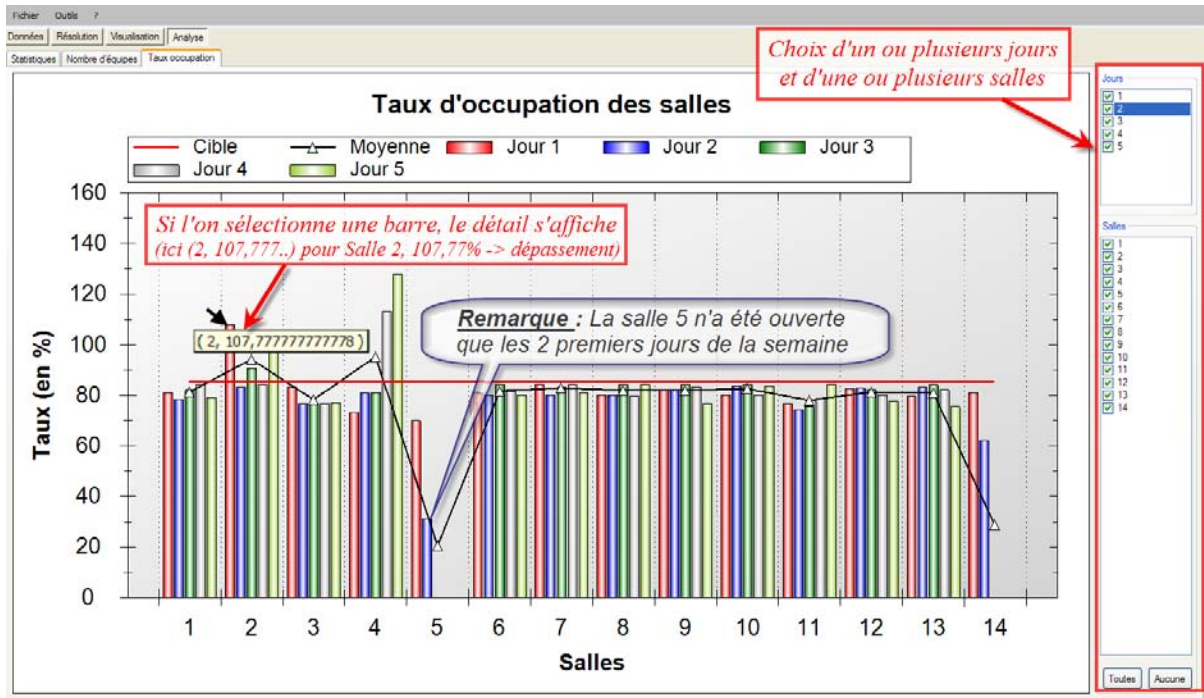 Fichier Outils ?
Données Résolution Visualisation Analyse
Statistiques Nombre d'équipes Taux occupation
Choix d'un ou plusieurs jours
et d'une ou plusieurs salles
Taux d'occupation des salles
Cible Moyenne Jour 1 Jour 2 Jour 3
Jour 4 Jour 5
Si l'on sélectionne une barre, le détail s'affiche
(ici (2, 107,777..) pour Salle 2, 107,77% -> dépassement)
( 2, 107,777777777778 )
Remarque : La salle 5 n'a été ouverte
que les 2 premiers jours de la semaine
Taux (en %)
160
140
120
100
80
60
40
20
0
1 2 3 4 5 6 7 8 9 10 11 12 13 14
Salles
Jours
1
2
3
4
5
Salles
1
2
3
4
5
6
7
8
9
10
11
12
13
14
Toutes Aucune